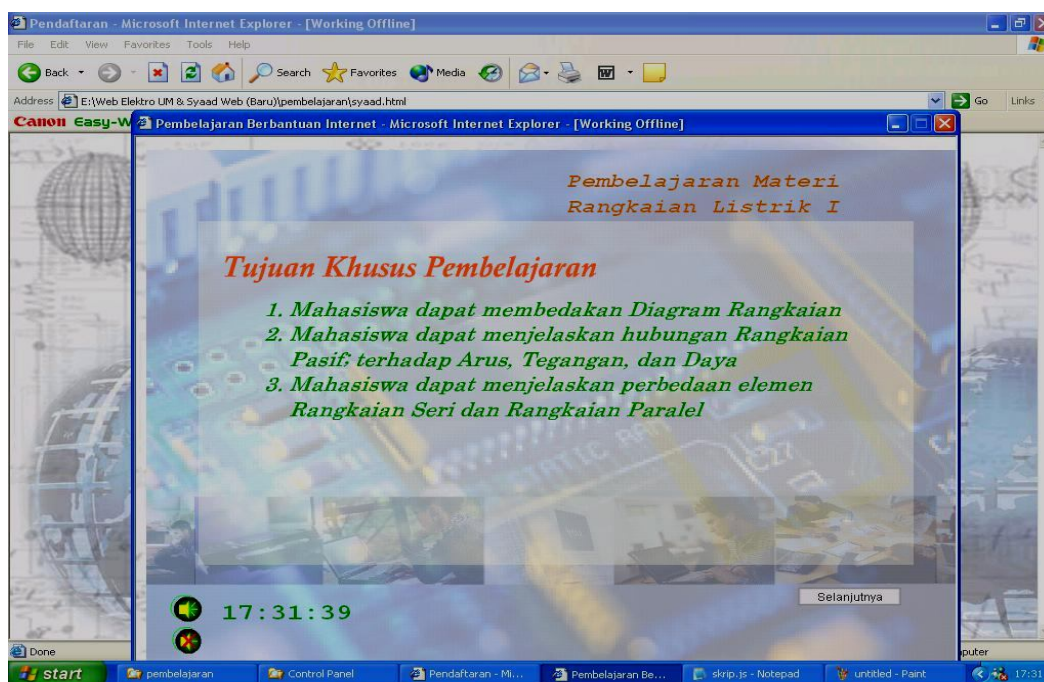 Pendaftaran - Microsoft Internet Explorer - [Working Offline]
File Edit View Favorites Tools Help
Back Search Favorites Media
Address E:\Web Elektro UM & Syaad Web (Baru)\pembelajaran\syaad.html Go Links
Canon Easy-W
Pembelajaran Berbantuan Internet - Microsoft Internet Explorer - [Working Offline]
Pembelajaran Materi
Rangkaian Listrik I
Tujuan Khusus Pembelajaran
1. Mahasiswa dapat membedakan Diagram Rangkaian
2. Mahasiswa dapat menjelaskan hubungan Rangkaian
Pasif; terhadap Arus, Tegangan, dan Daya
3. Mahasiswa dapat menjelaskan perbedaan elemen
Rangkaian Seri dan Rangkaian Paralel
STATIC RAM
C27
Selanjutnya
17:31:39
Done
puter
start pembelajaran Control Panel Pendaftaran - Mi... Pembelajaran Be... skrip.js - Notepad untitled - Paint 17:31